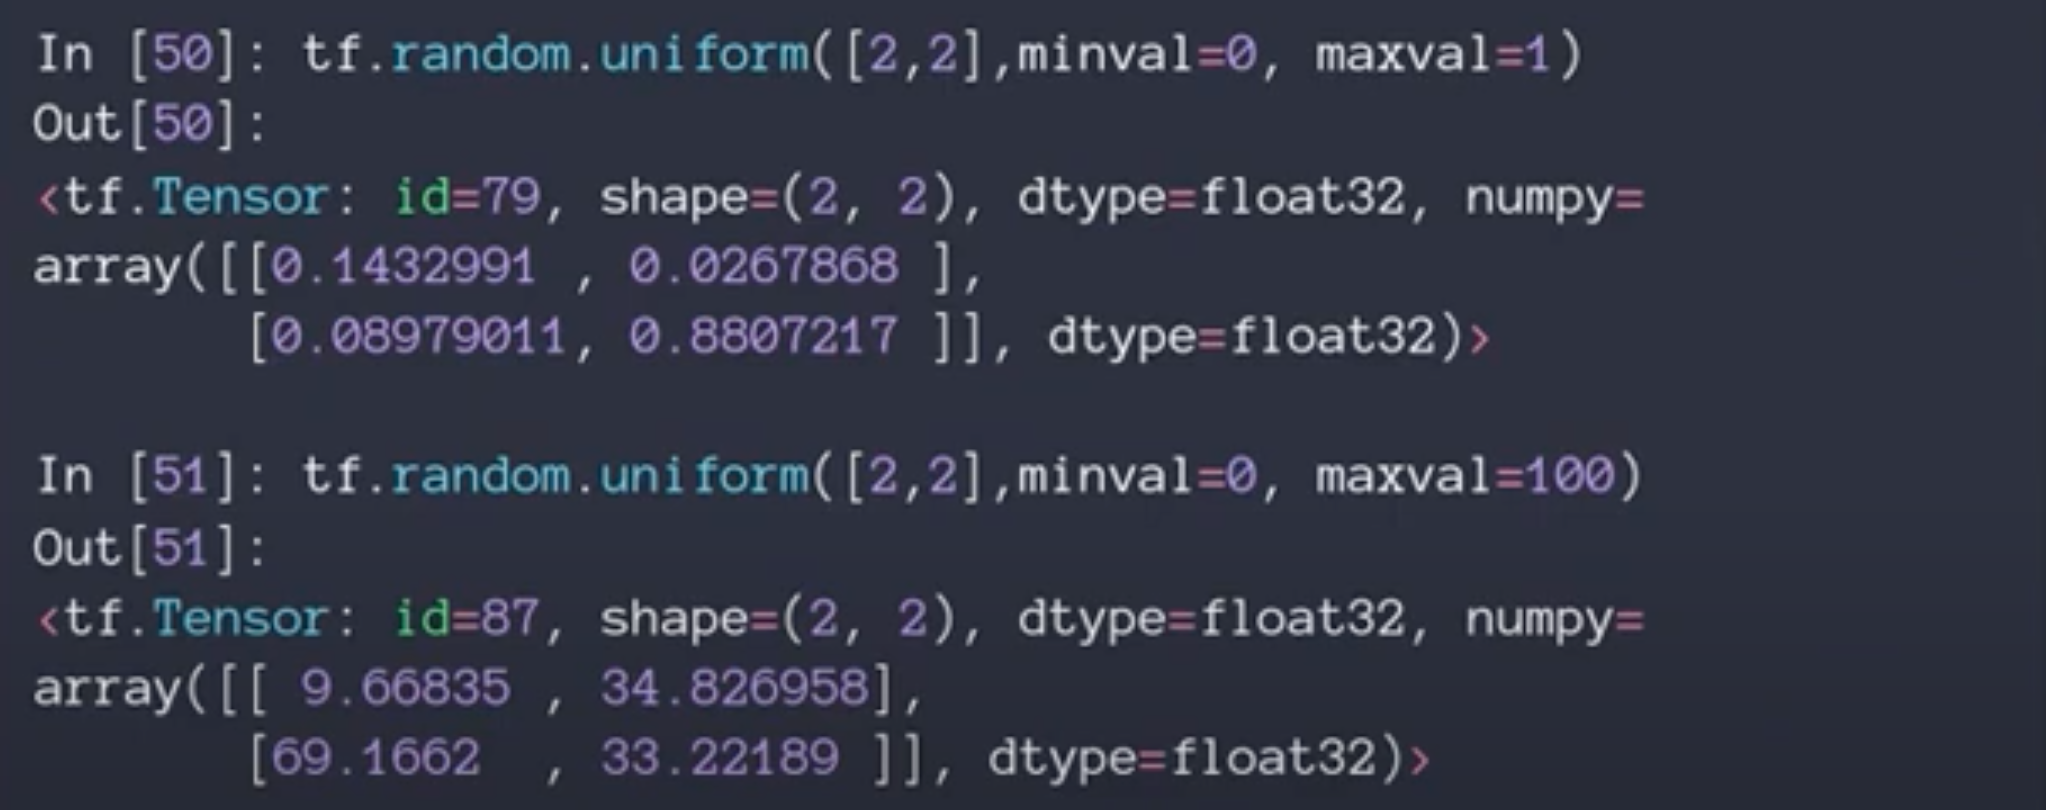 In [50]: tf.random.uniform([2,2],minval=0, maxval=1)
Out[50]:
<tf.Tensor: id=79, shape=(2, 2), dtype=float32, numpy=
array([[0.1432991 , 0.0267868 ],
       [0.08979011, 0.8807217 ]], dtype=float32)>
In [51]: tf.random.uniform([2,2],minval=0, maxval=100)
Out[51]:
<tf.Tensor: id=87, shape=(2, 2), dtype=float32, numpy=
array([[ 9.66835 , 34.826958],
       [69.1662  , 33.22189 ]], dtype=float32)>